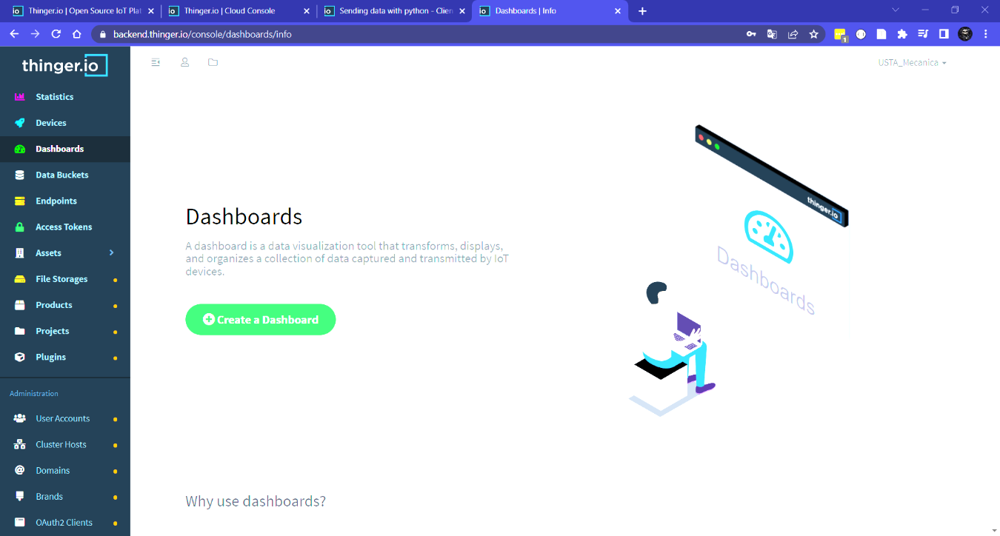 Thinger.io | Open Source IoT Plat
Thinger.io | Cloud Console
Sending data with python - Clien
Dashboards | Info
backend.thinger.io/console/dashboards/info
1
thinger.io
USTA_Mecanica
Statistics
Devices
Dashboards
Data Buckets
Endpoints
Access Tokens
Assets
File Storages
Products
Projects
Plugins
Administration
User Accounts
Cluster Hosts
Domains
Brands
OAuth2 Clients
Dashboards
A dashboard is a data visualization tool that transforms, displays,
and organizes a collection of data captured and transmitted by IoT
devices.
Create a Dashboard
thinger.io
Dashboards
Why use dashboards?